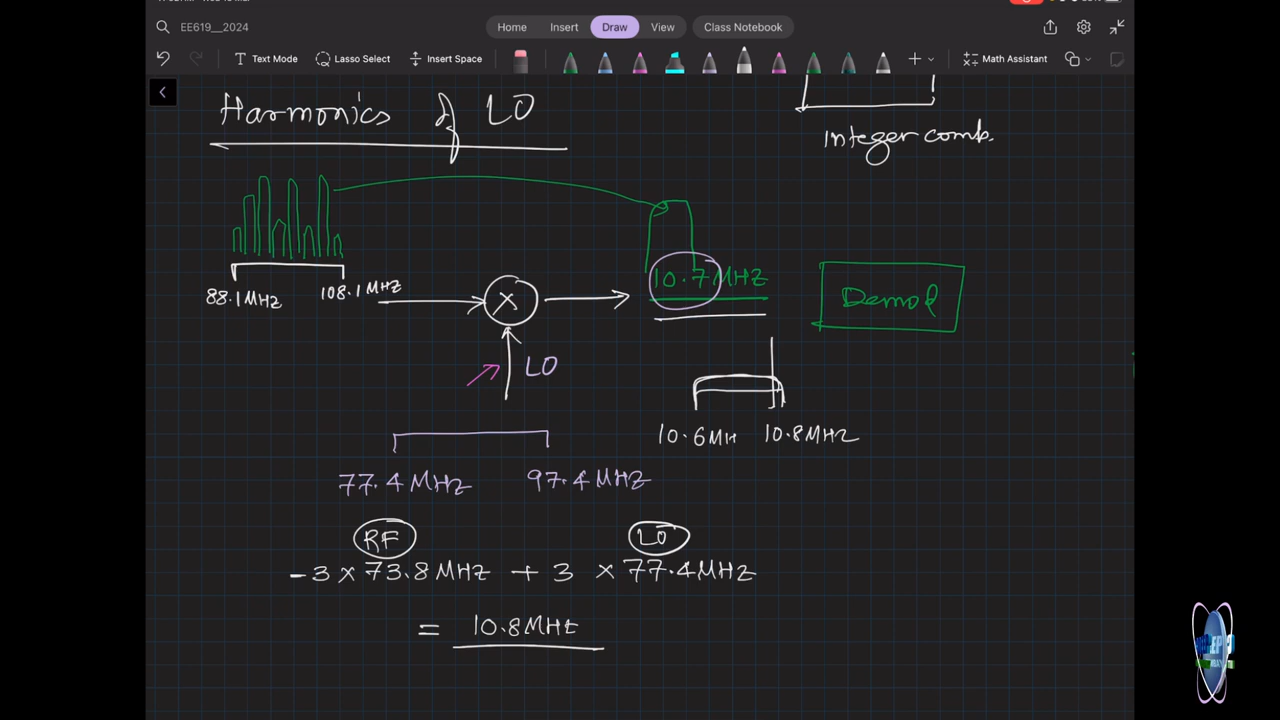 EE619__2024
Home Insert Draw View Class Notebook
Text Mode Lasso Select Insert Space Math Assistant
Harmonics of LO
Integer comb.
88.1MHZ 108.1MHZ
X
10.7MHZ
Demod
LO
10.6MH 10.8MHZ
77.4MHZ 97.4MHZ
RF LO
-3 x 73.8MHZ + 3 x 77.4MHZ
= 10.8MHZ